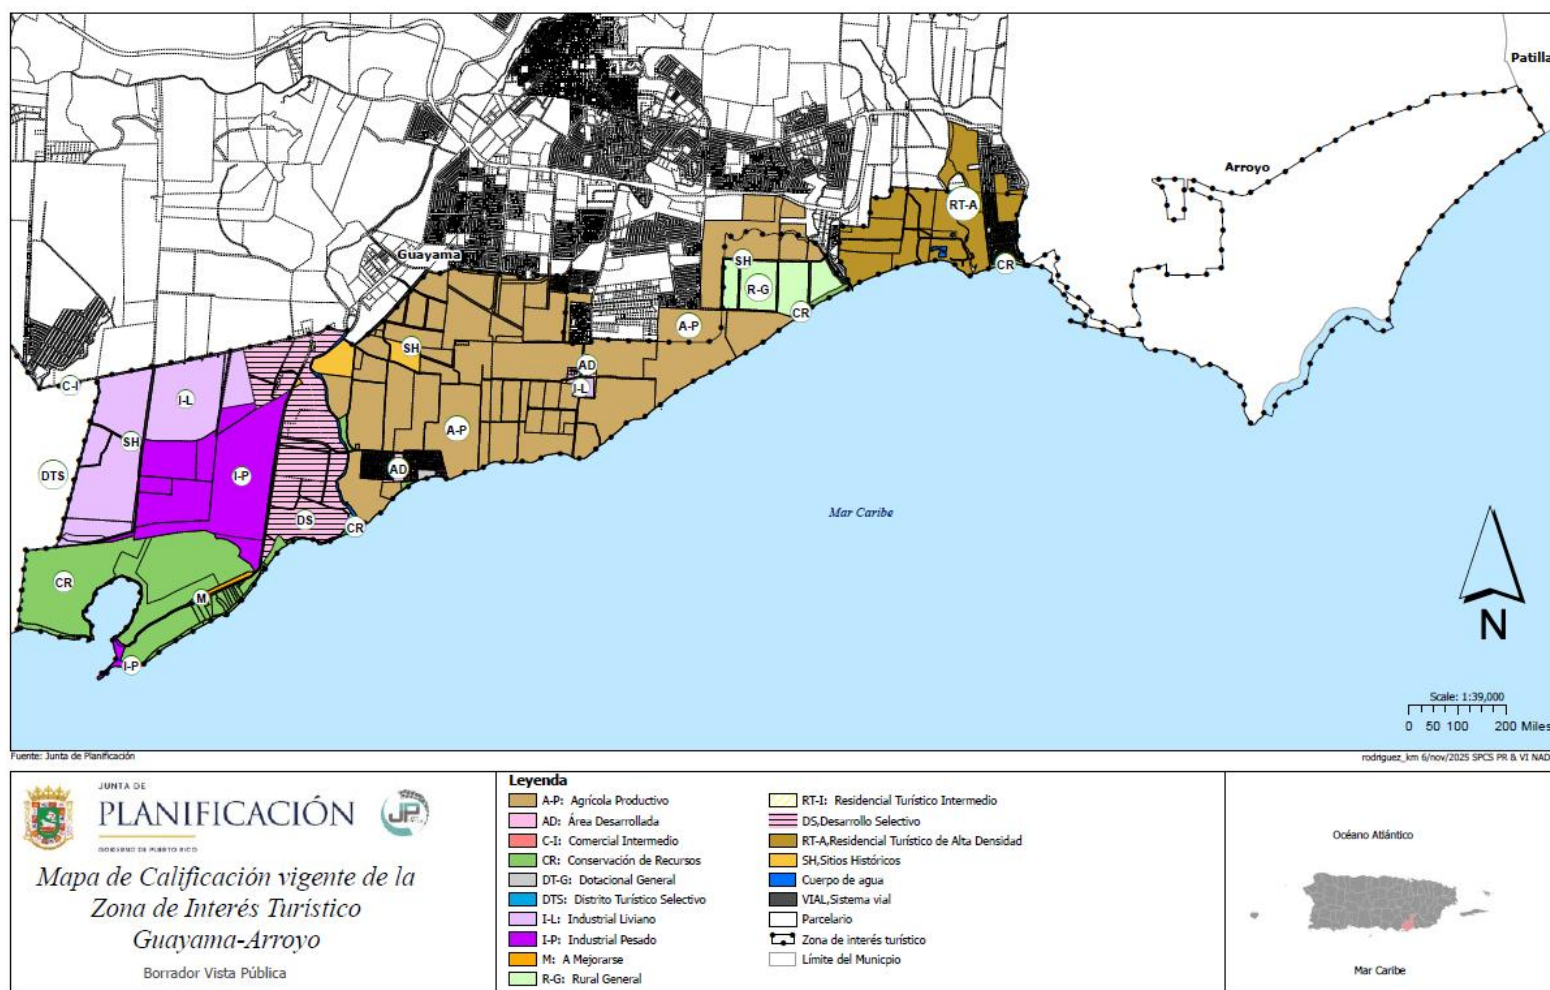 Patilla
Arroyo
RT-A
Guayama
SH
CR
R-G
CR
A-P
SH
AD
C-I
I-L
I-L
A-P
SH
AD
DTS
I-P
DS
CR
Mar Caribe
CR
M
I-P
N
Scale: 1:39,000
0 50 100 200 Miles
Fuente: Junta de Planificación
rodriguez_km 6/nov/2025 SPCS PR & VI NAD
JUNTA DE
PLANIFICACIÓN
GOBIERNO DE PUERTO RICO
JP
Mapa de Calificación vigente de la
Zona de Interés Turístico
Guayama-Arroyo
Borrador Vista Pública
Leyenda
A-P: Agrícola Productivo
AD: Área Desarrollada
C-I: Comercial Intermedio
CR: Conservación de Recursos
DT-G: Dotacional General
DTS: Distrito Turístico Selectivo
I-L: Industrial Liviano
I-P: Industrial Pesado
M: A Mejorarse
R-G: Rural General
RT-I: Residencial Turístico Intermedio
DS,Desarrollo Selectivo
RT-A,Residencial Turístico de Alta Densidad
SH,Sitios Históricos
Cuerpo de agua
VIAL,Sistema vial
Parcelario
Zona de interés turístico
Límite del Municpio
Océano Atlántico
Mar Caribe